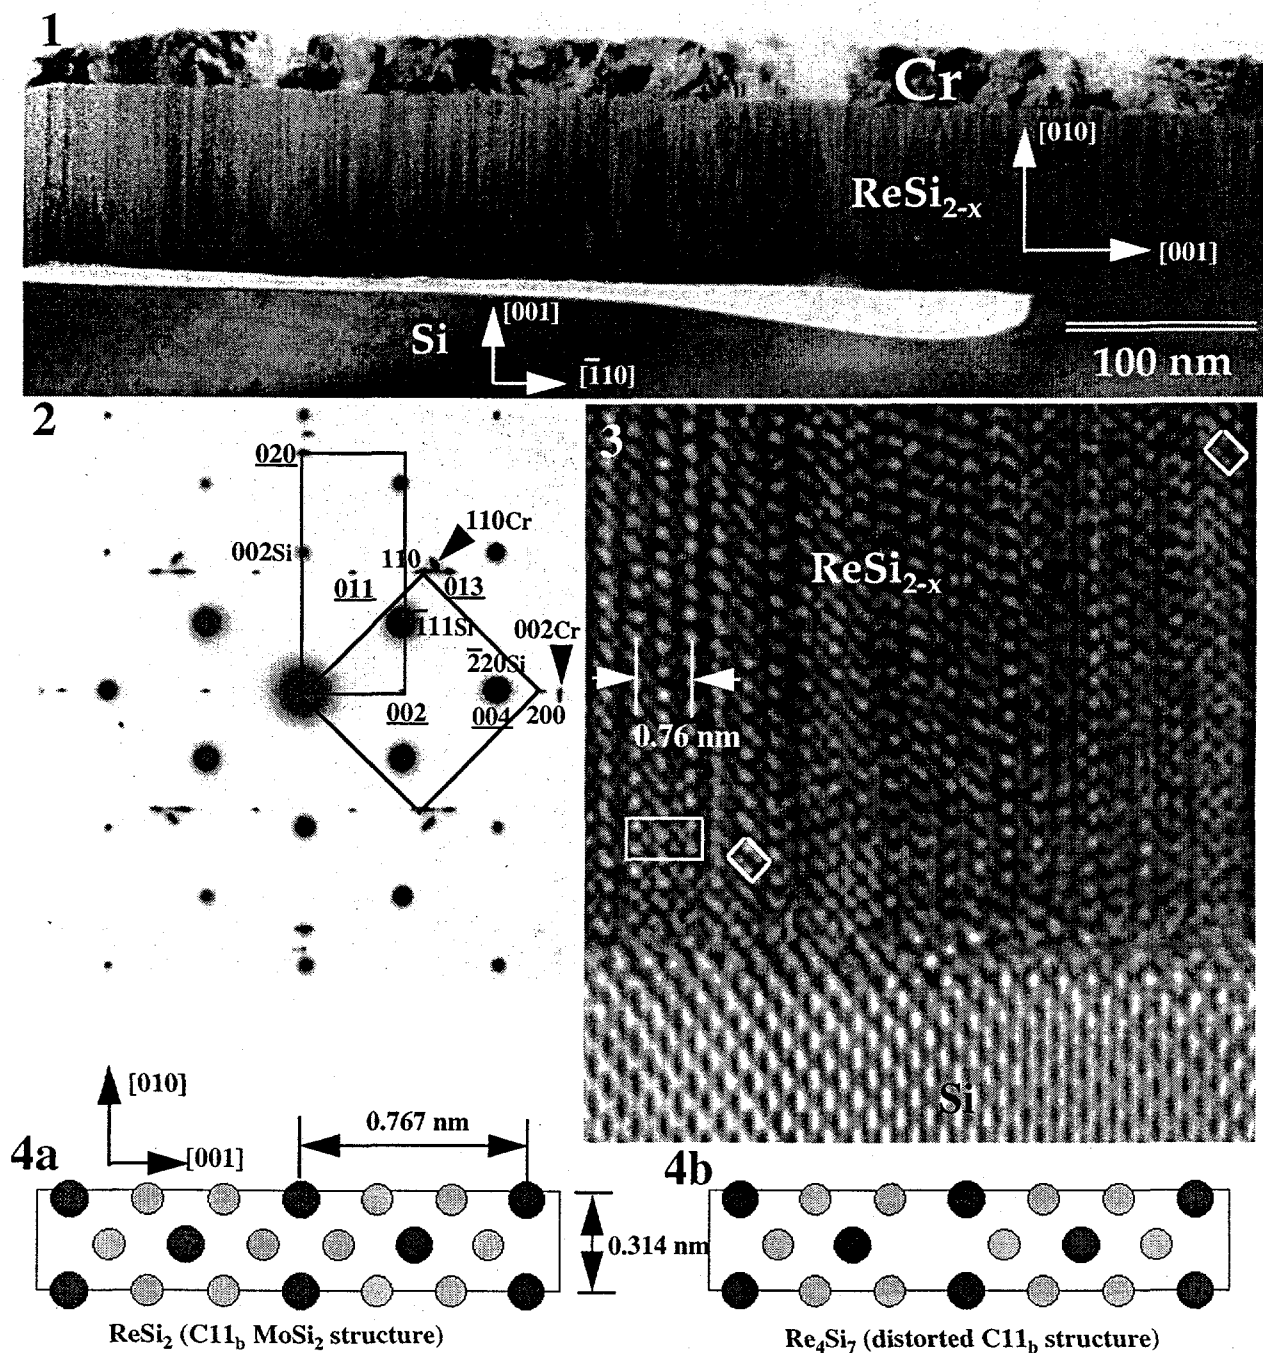 1
Cr
[010]
ReSi2-x
[001]
[001]
Si
[1̅10]
100 nm
2
020
110Cr
002Si
110
011
013
1̅11Si
002Cr
2̅20Si
002
004
200
3
ReSi2-x
0.76 nm
Si
[010]
0.767 nm
4a
[001]
4b
0.314 nm
ReSi2 (C11b MoSi2 structure)
Re4Si7 (distorted C11b structure)